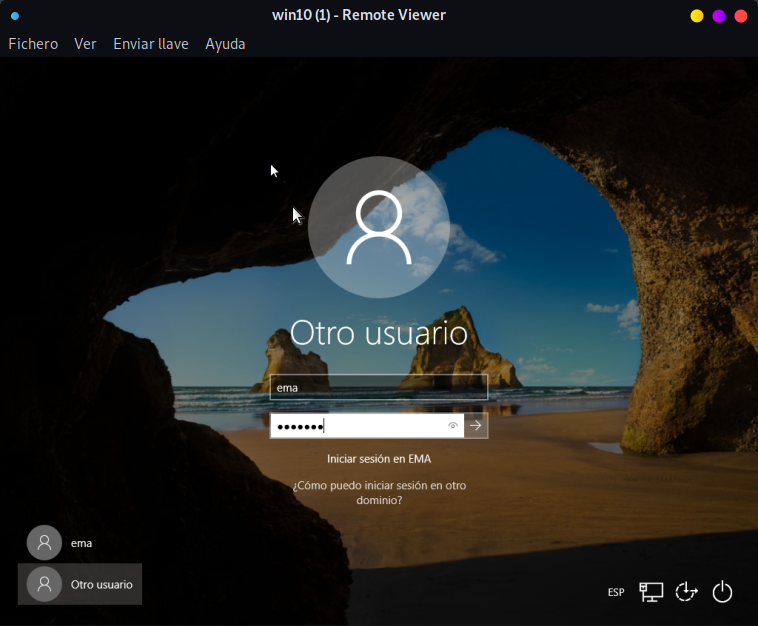 win10 (1) - Remote Viewer
Fichero Ver Enviar llave Ayuda
Otro usuario
ema
•••••••
Iniciar sesión en EMA
¿Cómo puedo iniciar sesión en otro
dominio?
ema
Otro usuario
ESP